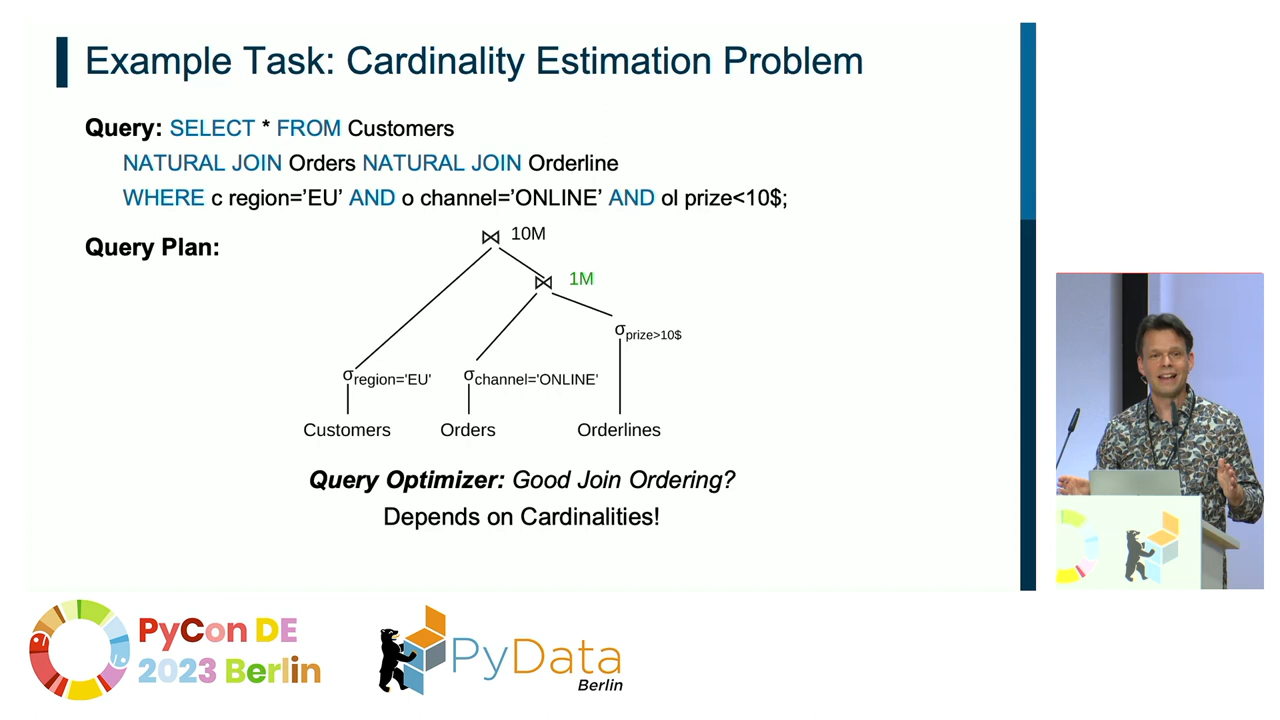 Example Task: Cardinality Estimation Problem
Query: SELECT * FROM Customers
NATURAL JOIN Orders NATURAL JOIN Orderline
WHERE c region='EU' AND o channel='ONLINE' AND ol prize<10$;
Query Plan:
⋈ 10M
⋈ 1M
σprize>10$
σregion='EU'
σchannel='ONLINE'
Customers
Orders
Orderlines
Query Optimizer: Good Join Ordering?
Depends on Cardinalities!
PyCon DE
2023 Berlin
PyData
Berlin